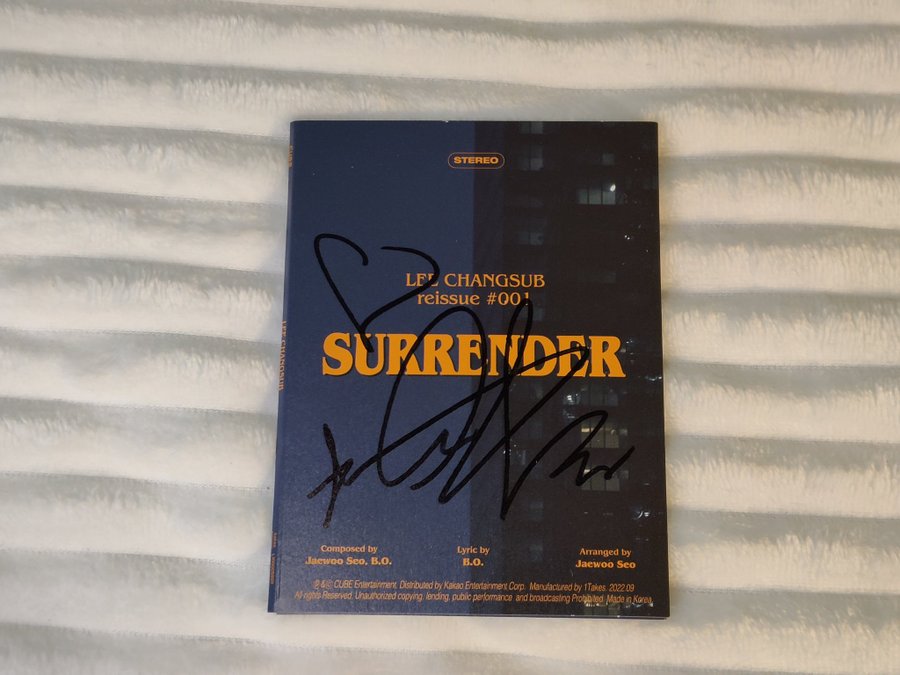 STEREO
LEE CHANGSUB
reissue #001
SURRENDER
Composed by
Jaewoo Seo, B.O.
Lyric by
B.O.
Arranged by
Jaewoo Seo
℗ & © CUBE Entertainment. Distributed by Kakao Entertainment Corp. Manufactured by 1Takes. 2022.09
All rights Reserved. Unauthorized copying, lending, public performance and broadcasting Prohibited. Made in Korea.
LEE CHANGSUB